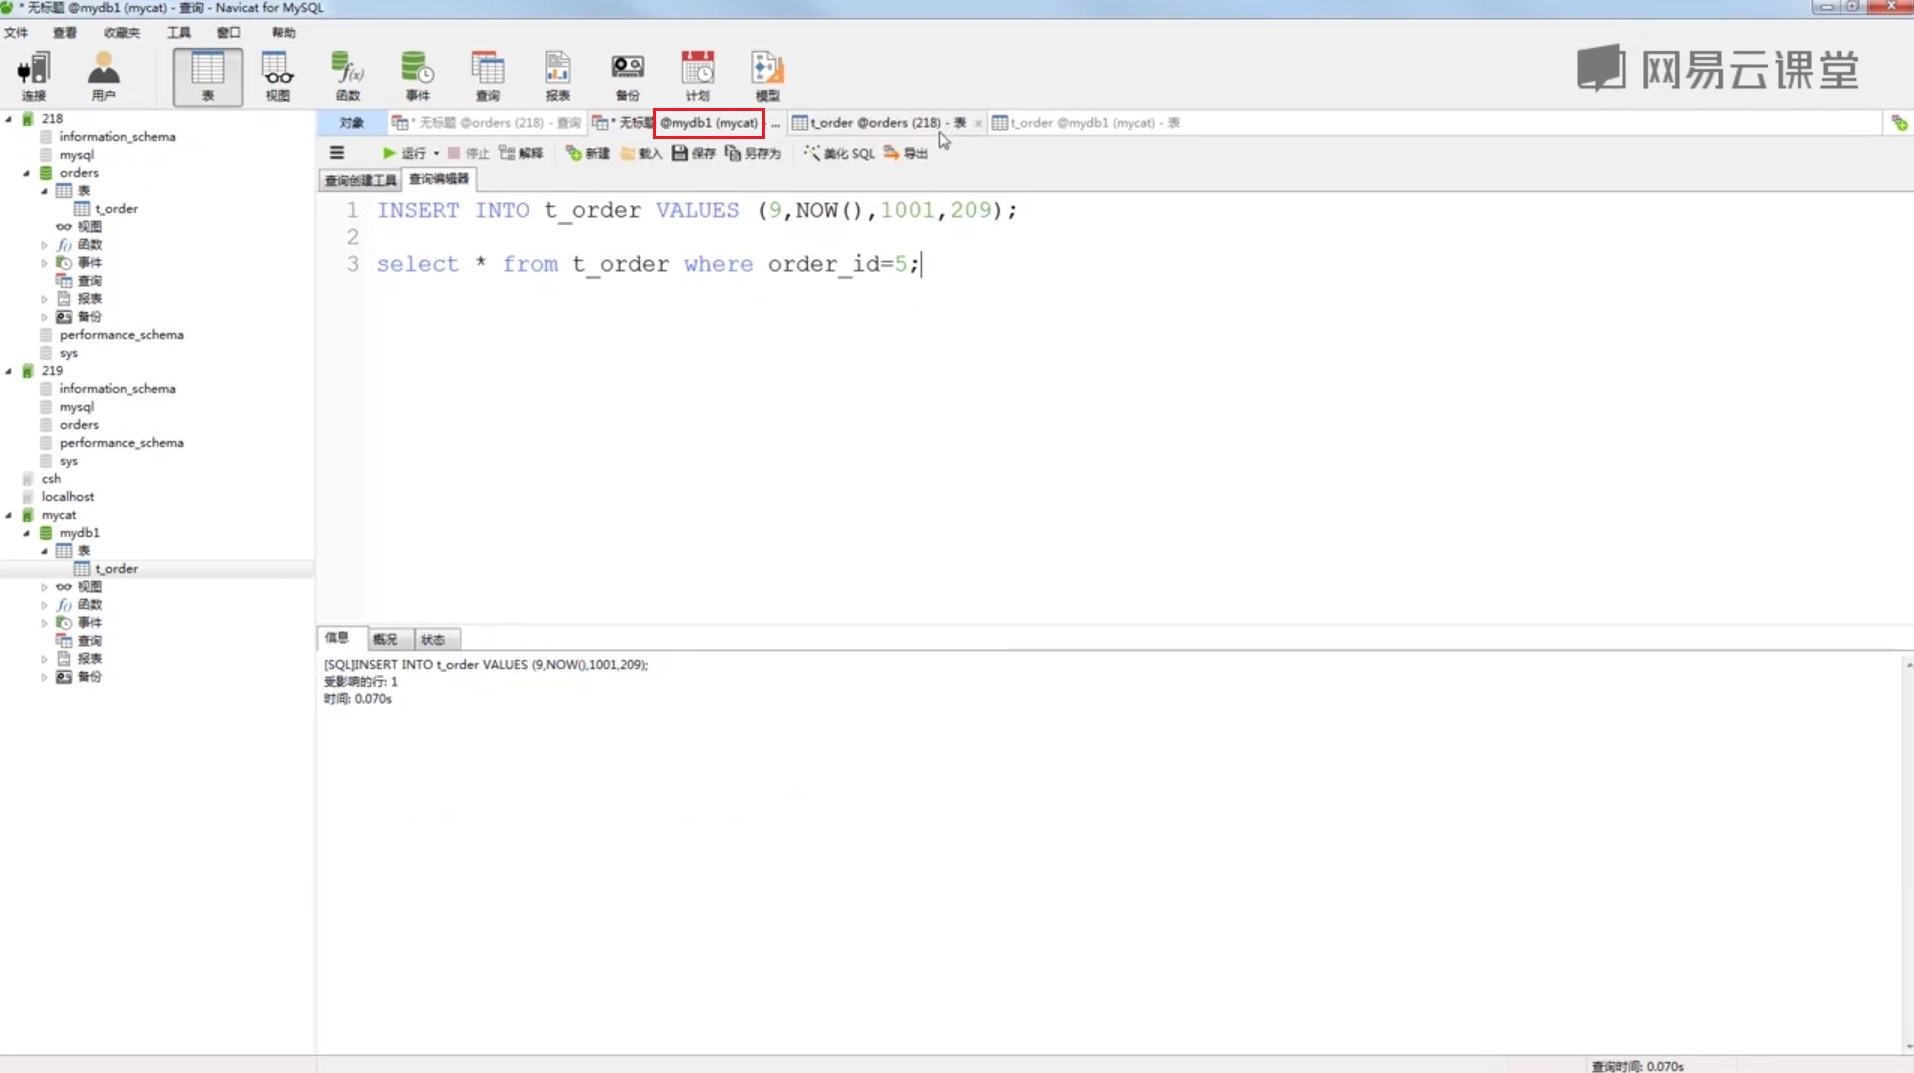 * 无标题 @mydb1 (mycat) - 查询 - Navicat for MySQL
文件 查看 收藏夹 工具 窗口 帮助
连接 用户 表 视图 f(x) 函数 事件 查询 报表 备份 计划 模型
网易云课堂
对象 * 无标题 @orders (218) - 查询 * 无标题 @mydb1 (mycat) ... t_order @orders (218) - 表 t_order @mydb1 (mycat) - 表
运行 停止 解释 新建 载入 保存 另存为 美化 SQL 导出
查询创建工具 查询编辑器
1 INSERT INTO t_order VALUES (9,NOW(),1001,209);
2
3 select * from t_order where order_id=5;
218
information_schema
mysql
orders
表
t_order
视图
f() 函数
事件
查询
报表
备份
performance_schema
sys
219
information_schema
mysql
orders
performance_schema
sys
csh
localhost
mycat
mydb1
表
t_order
视图
f() 函数
事件
查询
报表
备份
信息 概况 状态
[SQL]INSERT INTO t_order VALUES (9,NOW(),1001,209);
受影响的行: 1
时间: 0.070s
查询时间: 0.070s